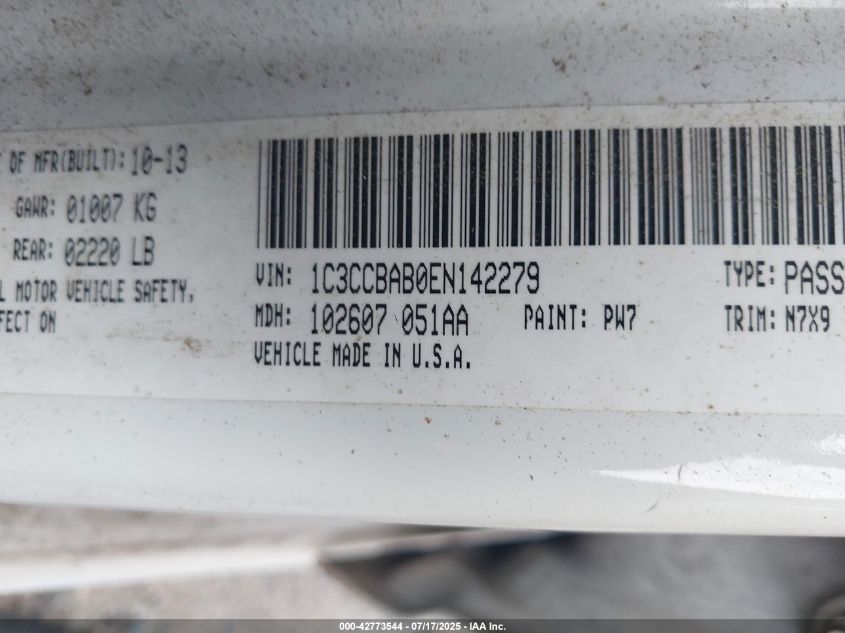 OF MFR(BUILT): 10-13
GAWR: 01007 KG
REAR: 02220 LB
L MOTOR VEHICLE SAFETY,
FFECT ON
VIN: 1C3CCBAB0EN142279
TYPE: PASS
MDH: 102607 051AA
PAINT: PW7
TRIM: N7X9
VEHICLE MADE IN U.S.A.
000-42773544 - 07/17/2025 - IAA Inc.